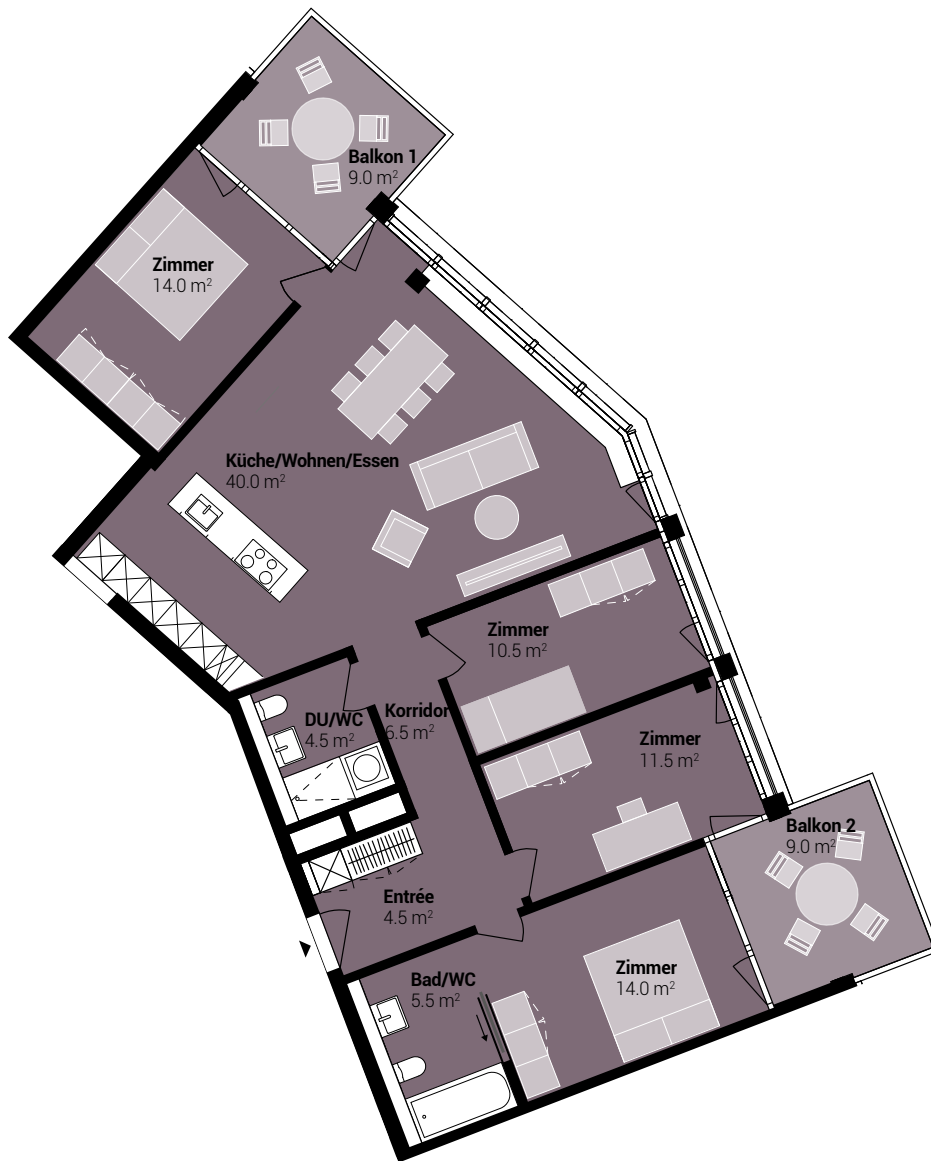 Balkon 1
9.0 m²
Zimmer
14.0 m²
Küche/Wohnen/Essen
40.0 m²
Zimmer
10.5 m²
DU/WC
4.5 m²
Korridor
6.5 m²
Zimmer
11.5 m²
Balkon 2
9.0 m²
Entrée
4.5 m²
Zimmer
14.0 m²
Bad/WC
5.5 m²